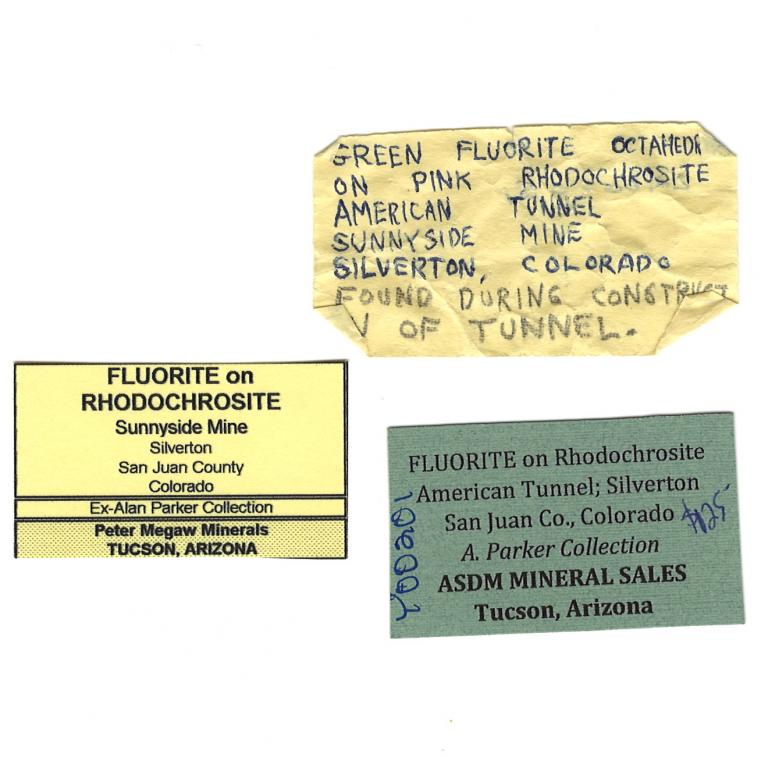 GREEN FLUORITE OCTAHEDR
ON PINK RHODOCHROSITE
AMERICAN TUNNEL
SUNNYSIDE MINE
SILVERTON, COLORADO
FOUND DURING CONSTRUCT
N OF TUNNEL.
FLUORITE on
RHODOCHROSITE
Sunnyside Mine
Silverton
San Juan County
Colorado
Ex-Alan Parker Collection
Peter Megaw Minerals
TUCSON, ARIZONA
FLUORITE on Rhodochrosite
American Tunnel; Silverton
San Juan Co., Colorado $125-
A. Parker Collection
ASDM MINERAL SALES
Tucson, Arizona